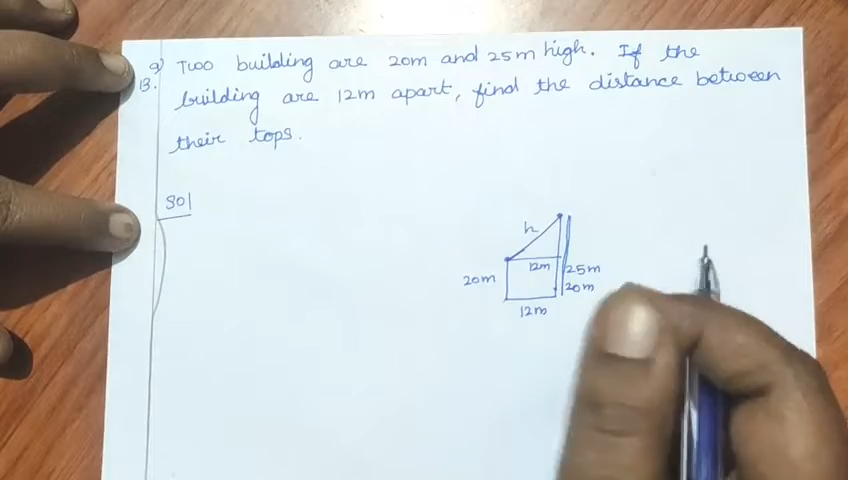 9)
13. Two building are 20m and 25m high. If the
building are 12m apart, find the distance between
their tops.
sol
h
12m
25m
20m
20m
12m